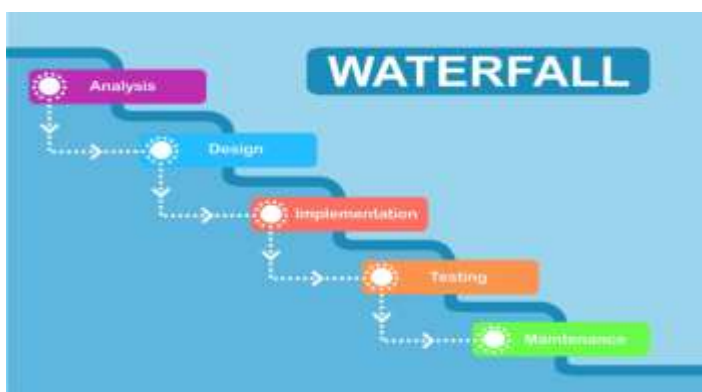 WATERFALL
Analysis
Design
Implementation
Testing
Maintenance